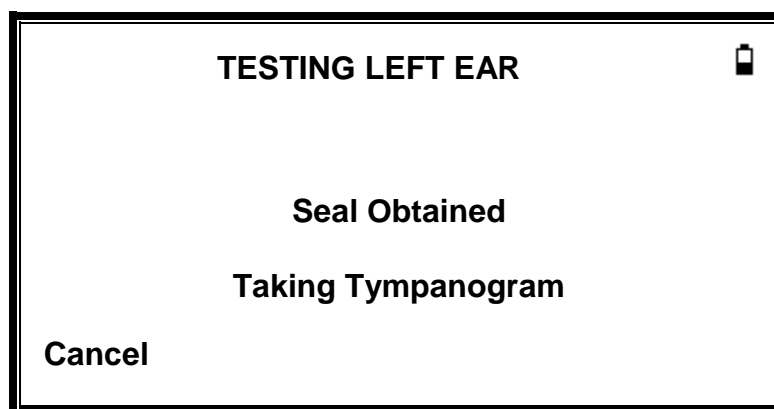 TESTING LEFT EAR
Seal Obtained
Taking Tympanogram
Cancel